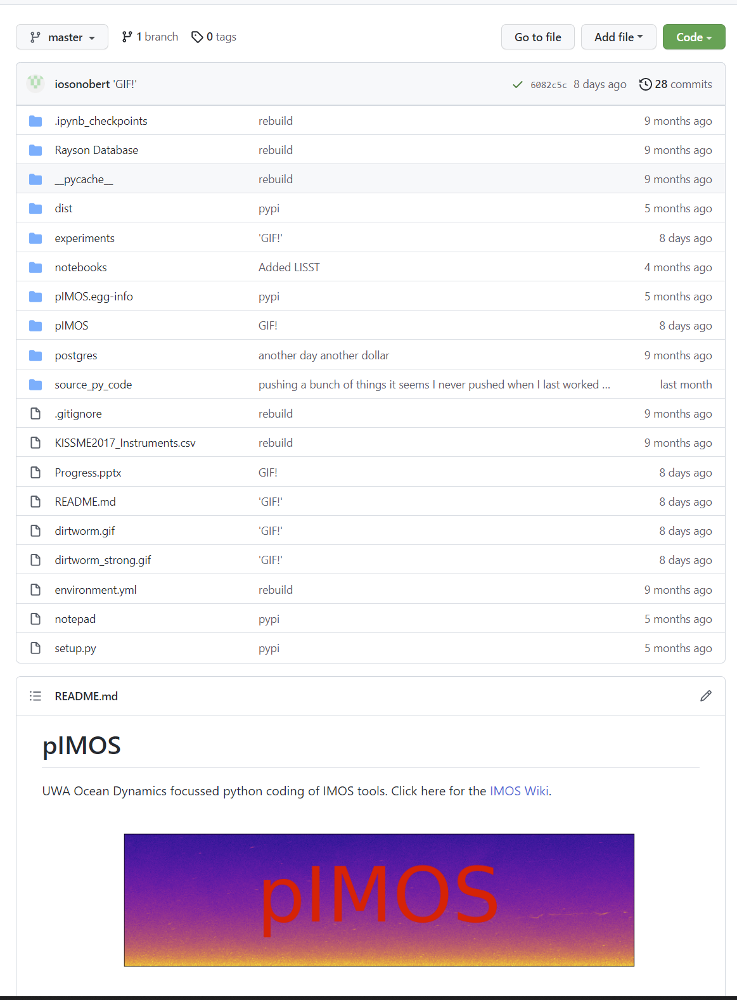 master 1 branch 0 tags Go to file Add file Code
iosonobert 'GIF!' 6082c5c 8 days ago 28 commits
.ipynb_checkpoints rebuild 9 months ago
Rayson Database rebuild 9 months ago
__pycache__ rebuild 9 months ago
dist pypi 5 months ago
experiments 'GIF!' 8 days ago
notebooks Added LISST 4 months ago
pIMOS.egg-info pypi 5 months ago
pIMOS GIF! 8 days ago
postgres another day another dollar 9 months ago
source_py_code pushing a bunch of things it seems I never pushed when I last worked ... last month
.gitignore rebuild 9 months ago
KISSME2017_Instruments.csv rebuild 9 months ago
Progress.pptx GIF! 8 days ago
README.md 'GIF!' 8 days ago
dirtworm.gif 'GIF!' 8 days ago
dirtworm_strong.gif 'GIF!' 8 days ago
environment.yml rebuild 9 months ago
notepad pypi 5 months ago
setup.py pypi 5 months ago
README.md
pIMOS
UWA Ocean Dynamics focussed python coding of IMOS tools. Click here for the IMOS Wiki.
pIMOS